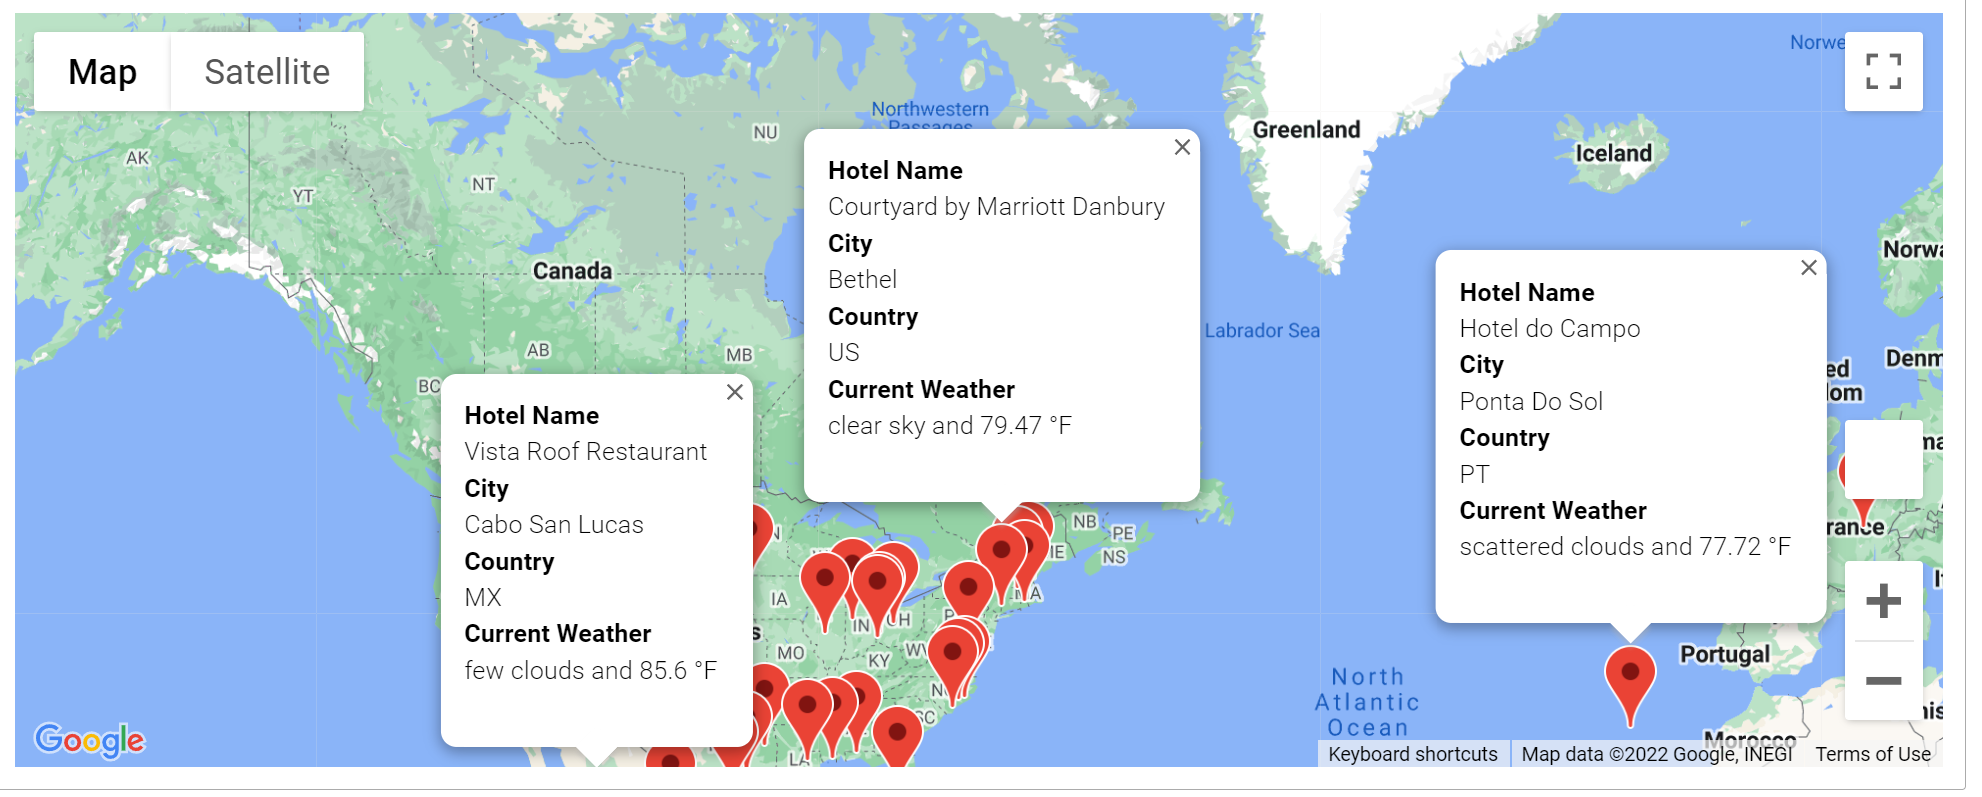 Map
Satellite
Norwe
Northwestern
Passages
Greenland
Iceland
NU
AK
YT
NT
Canada
Norwa
Labrador Sea
AB
MB
BC
Denm
ed
om
Hotel Name
Courtyard by Marriott Danbury
City
Bethel
Country
US
Current Weather
clear sky and 79.47 °F
Hotel Name
Hotel do Campo
City
Ponta Do Sol
Country
PT
Current Weather
scattered clouds and 77.72 °F
Hotel Name
Vista Roof Restaurant
City
Cabo San Lucas
Country
MX
Current Weather
few clouds and 85.6 °F
ma
NB
PE
NS
rance
IA
IN
MO
KY
North
Atlantic
Ocean
Portugal
SC
LA
nis
Morocco
Google
Keyboard shortcuts
Map data ©2022 Google, INEGI
Terms of Use